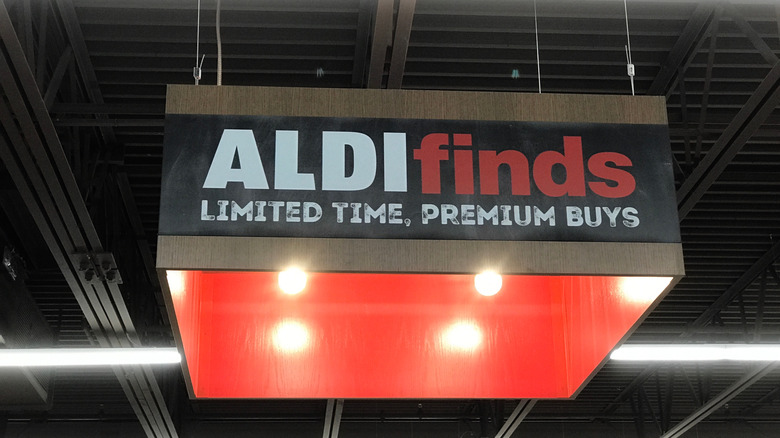 ALDIfinds
LIMITED TIME, PREMIUM BUYS